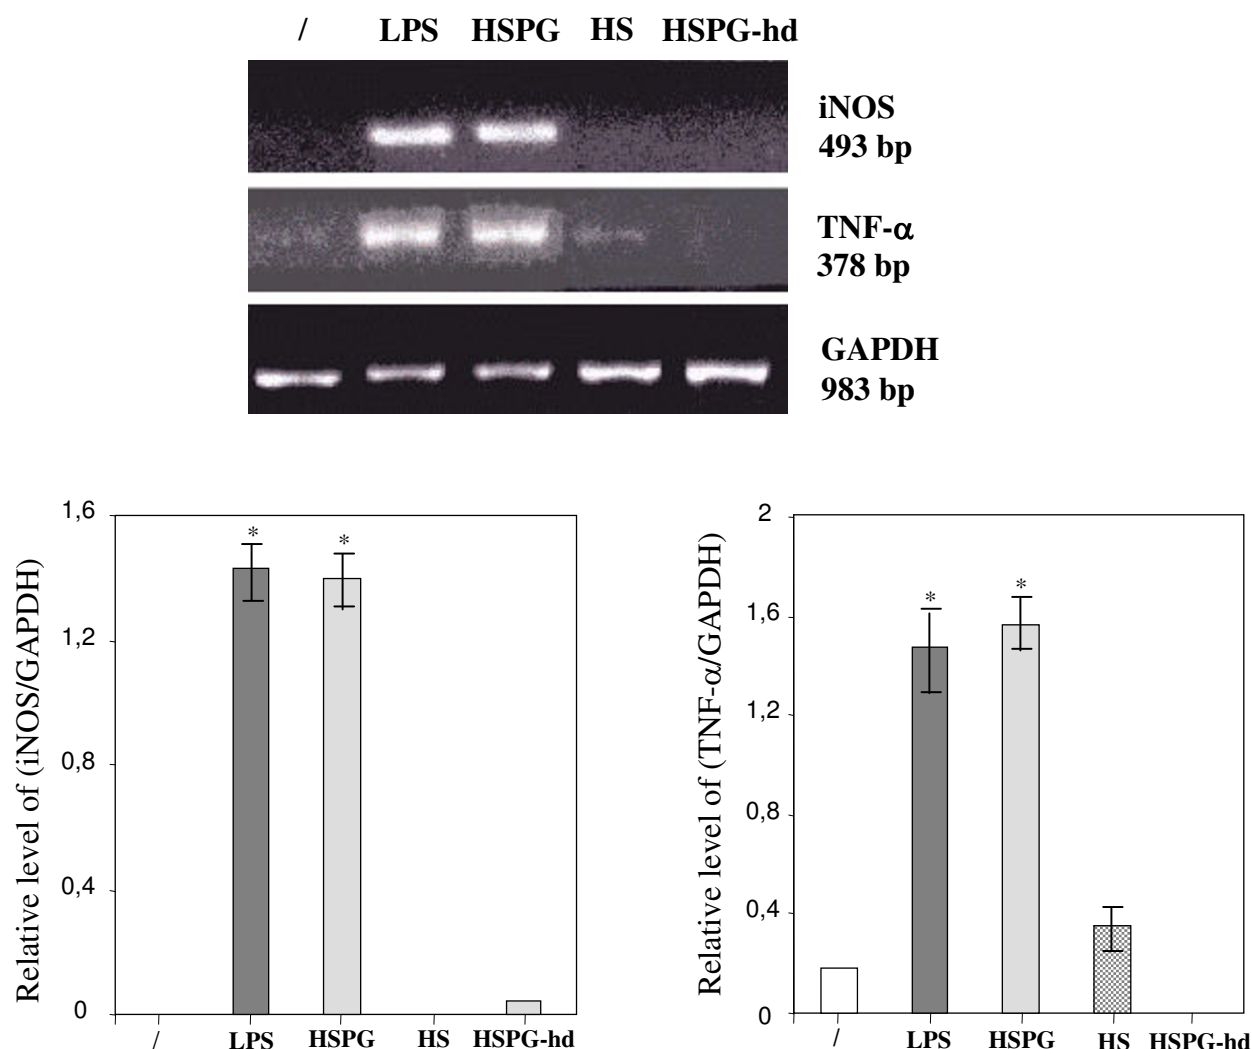 / LPS HSPG HS HSPG-hd
iNOS
493 bp
TNF-α
378 bp
GAPDH
983 bp
Relative level of (iNOS/GAPDH)
1,6
1,2
0,8
0,4
0
* *
/ LPS HSPG HS HSPG-hd
Relative level of (TNF-α/GAPDH)
2
1,6
1,2
0,8
0,4
0
* *
/ LPS HSPG HS HSPG-hd